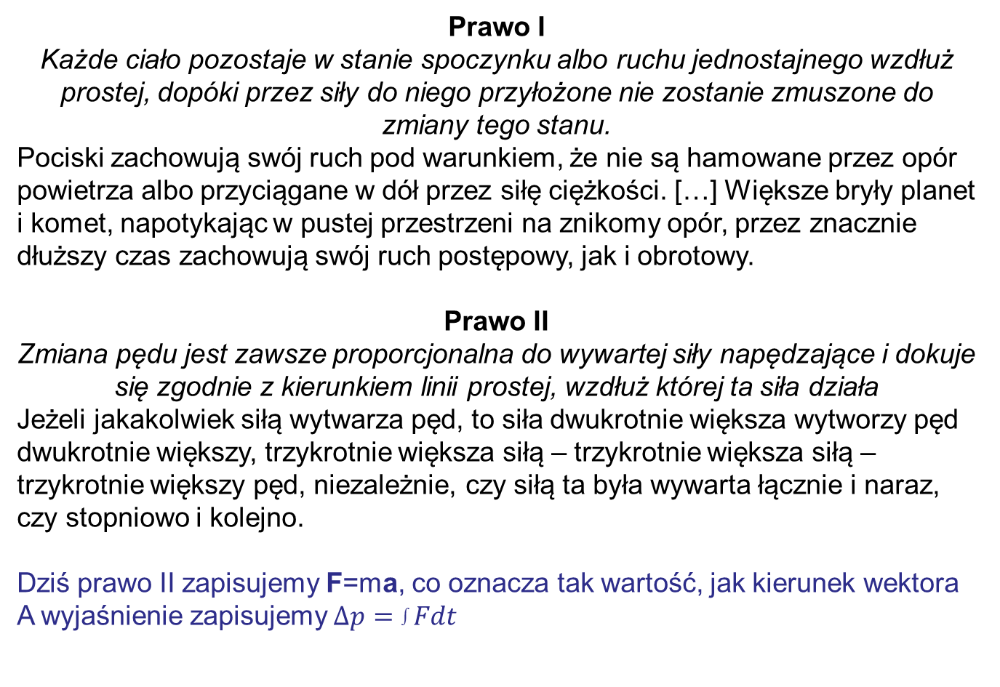 Prawo I
Każde ciało pozostaje w stanie spoczynku albo ruchu jednostajnego wzdłuż
prostej, dopóki przez siły do niego przyłożone nie zostanie zmuszone do
zmiany tego stanu.
Pociski zachowują swój ruch pod warunkiem, że nie są hamowane przez opór
powietrza albo przyciągane w dół przez siłę ciężkości. […] Większe bryły planet
i komet, napotykając w pustej przestrzeni na znikomy opór, przez znacznie
dłuższy czas zachowują swój ruch postępowy, jak i obrotowy.
Prawo II
Zmiana pędu jest zawsze proporcjonalna do wywartej siły napędzające i dokuje
się zgodnie z kierunkiem linii prostej, wzdłuż której ta siła działa
Jeżeli jakakolwiek siłą wytwarza pęd, to siła dwukrotnie większa wytworzy pęd
dwukrotnie większy, trzykrotnie większa siłą – trzykrotnie większa siłą –
trzykrotnie większy pęd, niezależnie, czy siłą ta była wywarta łącznie i naraz,
czy stopniowo i kolejno.
Dziś prawo II zapisujemy F=ma, co oznacza tak wartość, jak kierunek wektora
A wyjaśnienie zapisujemy Δp = ∫ Fdt